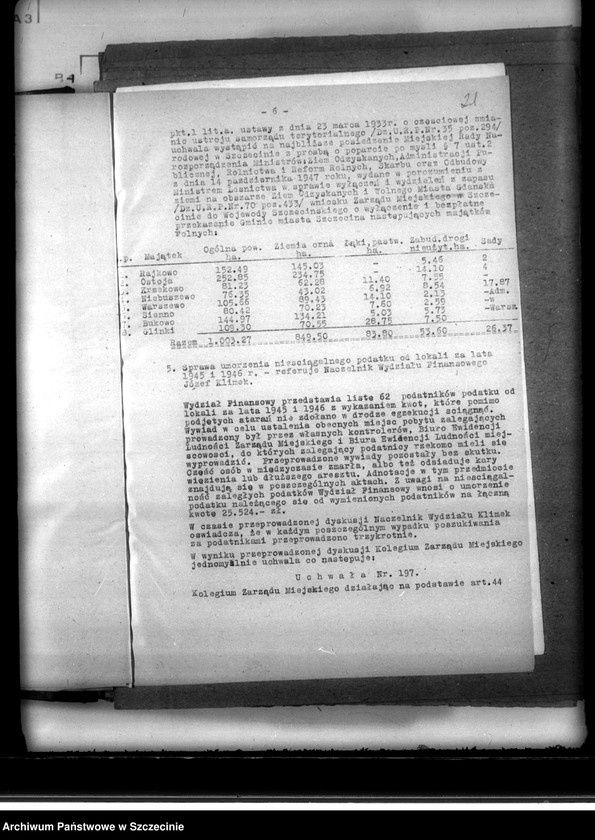 A3
B4
- 6 -
21
pkt.1 lit.a. ustawy z dnia 23 marca 1933r. o częściowej zmia-
nie ustroju samorządu terytorialnego /Dz.U.R.P.Nr.35 poz.294/
uchwala wystąpić na najbliższe posiedzenie Miejskiej Rady Na-
rodowej w Szczecinie z prośbą o poparcie po myśli § 7 ust.2
rozporządzenia Ministrów:Ziem Odzyskanych,Administracji Pu-
blicznej, Rolnictwa i Reform Rolnych, Skarbu oraz Odbudowy
z dnia 14 października 1947 roku, wydane w porozumieniu z
Ministrem Leśnictwa w sprawie wyłączeń i wydzieleń z zapasu
ziemi na obszarze Ziem Odzyskanych i Wolnego Miasta Gdańska
/Dz.U.R.P.Nr.70 poz.453/ wniosku Zarządu Miejskiego w Szcze-
cinie do Wojewody Szczecińskiego o wyłączenie i bezpłatne
przekazanie Gminie miasta Szczecina następujących majątków
rolnych:
.p. Majątek Ogólna pow. ha. Ziemia orna ha. Łąki,pastw. ha. Zabud.drogi nieużyt.ha. Sady
Rajkowo 152.49 145.03 - 5.46 2
Ostoja 252.85 234.75 - 14.10 4
Krzekowo 81.23 62.28 11.40 7.55 -
Niebuszewo 76.35 43.02 6.92 8.54 17.87
Warszewo 105.66 89.43 14.10 2.13 -Adm.
Sienno 80.42 70.23 7.60 2.59 -w
7. Bukowo 144.97 134.21 5.03 5.73 -Warsz.
8. Glinki 109.30 70.55 28.75 7.50
Razem 1.003.27 849.50 83.80 53.60 26.37
5. Sprawa umorzenia nieściągalnego podatku od lokali za lata
1945 i 1946 r. - referuje Naczelnik Wydziału Finansowego
Józef Klimek.
Wydział Finansowy przedstawia listę 62 podatników podatku od
lokali za lata 1945 i 1946 z wykazaniem kwot, które pomimo
podjętych starań nie zdołano w drodze egzekucji ściągnąć.
Wywiad w celu ustalenia obecnych miejsc pobytu zalegających
prowadzony był przez własnych kontrolerów, Biuro Ewidencji
Ludności Zarządu Miejskiego i Biura Ewidencji Ludności miej-
scowości, do których zalegający podatnicy rzekomo mieli się
wyprowadzić. Przeprowadzone wywiady pozostały bez skutku.
Część osób w międzyczasie zmarła, albo też odsiaduje kary
więzienia lub dłuższego aresztu. Adnotacje w tym przedmiocie
znajdują się w poszczególnych aktach. Z uwagi na nieściągal-
ność zaległych podatków Wydział Finansowy wnosi o umorzenie
podatku należącego się od wymienionych podatników na łączną
kwotę 25.524.- zł.
W czasie przeprowadzonej dyskusji Naczelnik Wydziału Klimek
oświadcza, że w każdym poszczególnym wypadku poszukiwania
za podatnikami przeprowadzono trzykrotnie.
W wyniku przeprowadzonej dyskusji Kolegium Zarządu Miejskiego
jednomyślnie uchwala co następuje:
U c h w a ł a Nr. 197.
Kolegium Zarządu Miejskiego działając na podstawie art.44
Archiwum Państwowe w Szczecinie